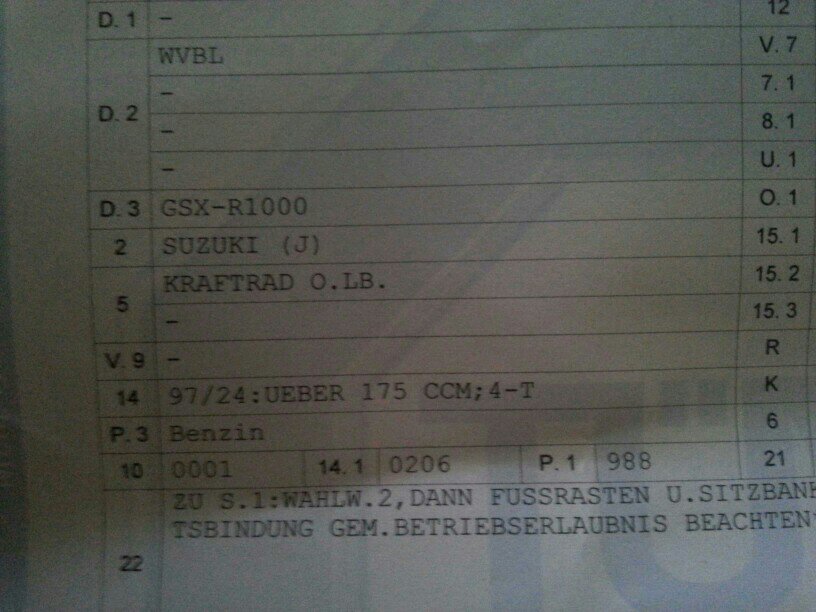 D.1 – 12
WVBL V.7
– 7.1
D.2
– 8.1
– U.1
D.3 GSX-R1000 O.1
2 SUZUKI (J) 15.1
KRAFTRAD O.LB. 15.2
5
– 15.3
V.9 – R
14 97/24:UEBER 175 CCM;4-T K
P.3 Benzin 6
10 0001 14.1 0206 P.1 988 21
ZU S.1:WAHLW.2,DANN FUSSRASTEN U.SITZBANK
TSBINDUNG GEM.BETRIEBSERLAUBNIS BEACHTEN
22